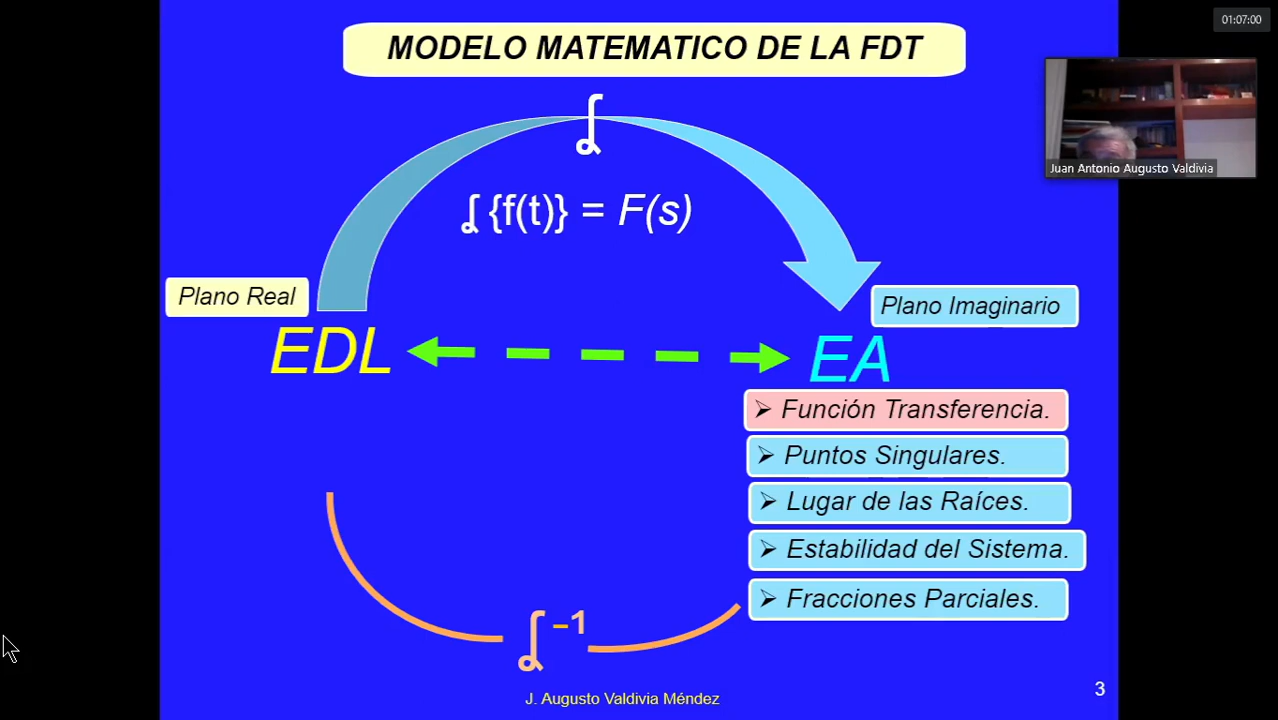 01:07:00
MODELO MATEMATICO DE LA FDT
Juan Antonio Augusto Valdivia
ℒ
ℒ {f(t)} = F(s)
Plano Real
Plano Imaginario
EDL
EA
➢ Función Transferencia.
➢ Puntos Singulares.
➢ Lugar de las Raíces.
➢ Estabilidad del Sistema.
➢ Fracciones Parciales.
ℒ −1
J. Augusto Valdivia Méndez
3